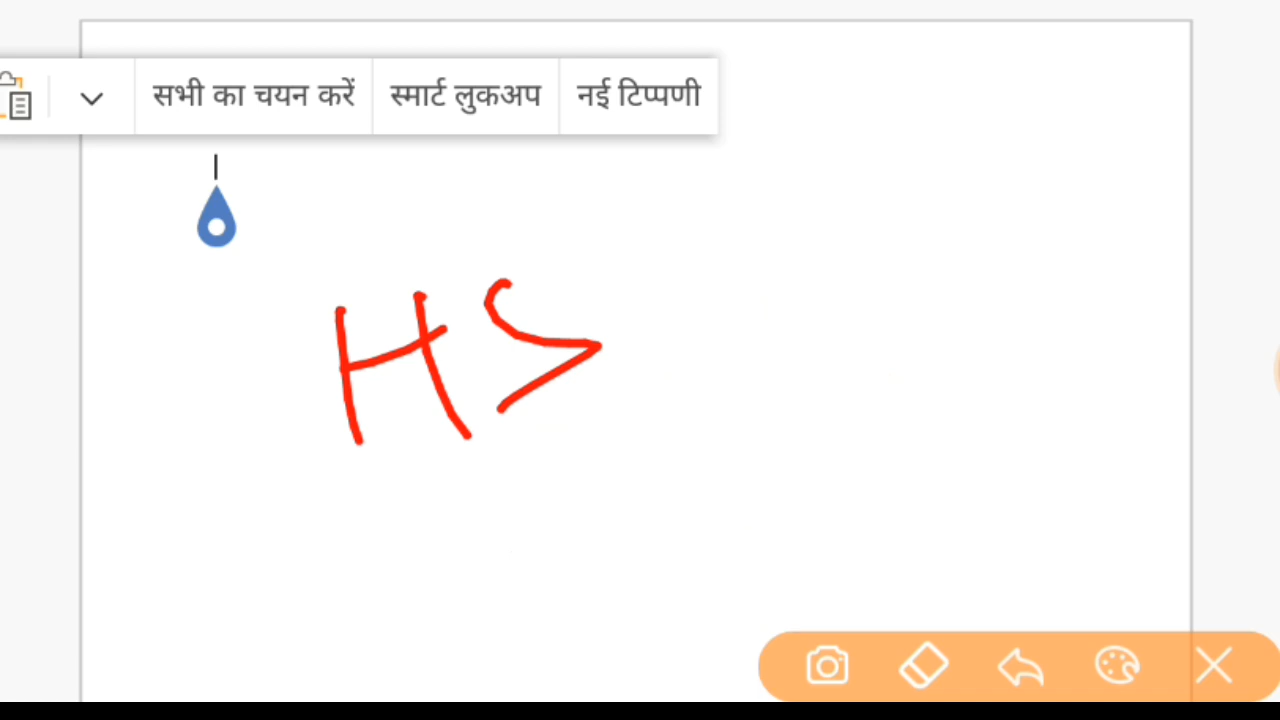 सभी का चयन करें स्मार्ट लुकअप नई टिप्पणी
HS